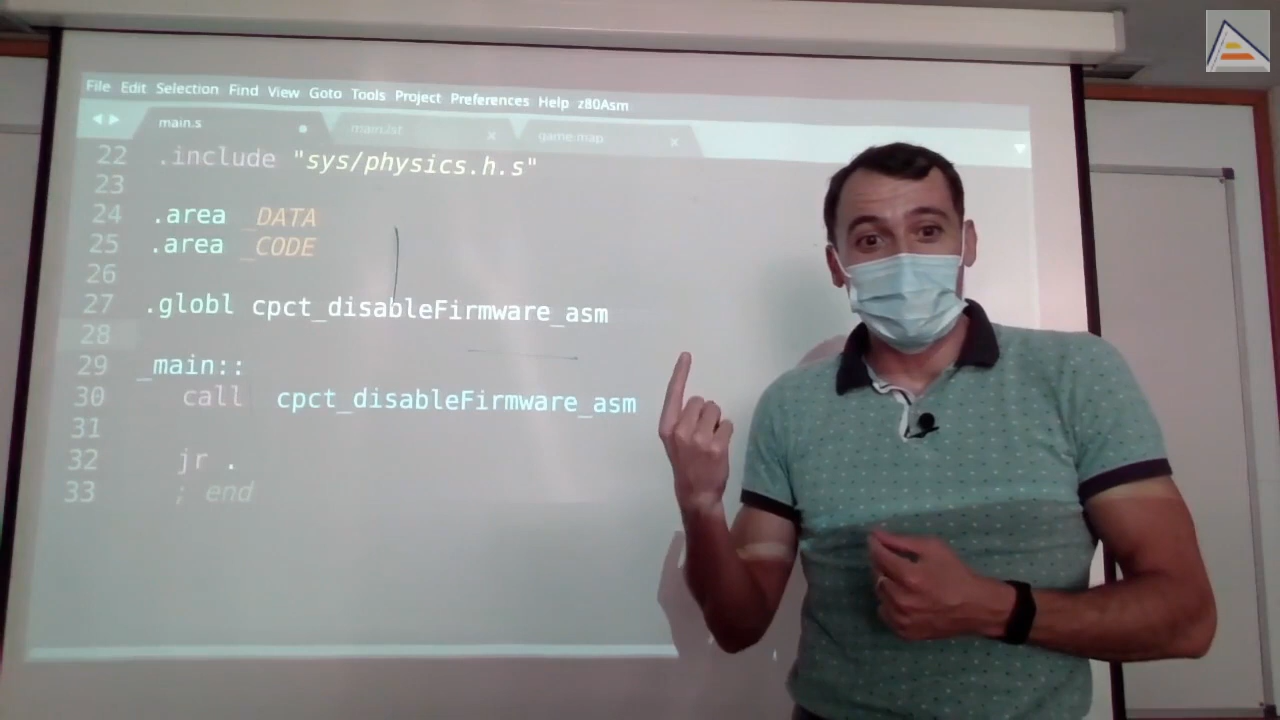 File Edit Selection Find View Goto Tools Project Preferences Help z80Asm
main.s main.lst game.map
22 .include "sys/physics.h.s"
23
24 .area _DATA
25 .area _CODE
26
27 .globl cpct_disableFirmware_asm
28
29 _main::
30 call cpct_disableFirmware_asm
31
32 jr .
33 ; end